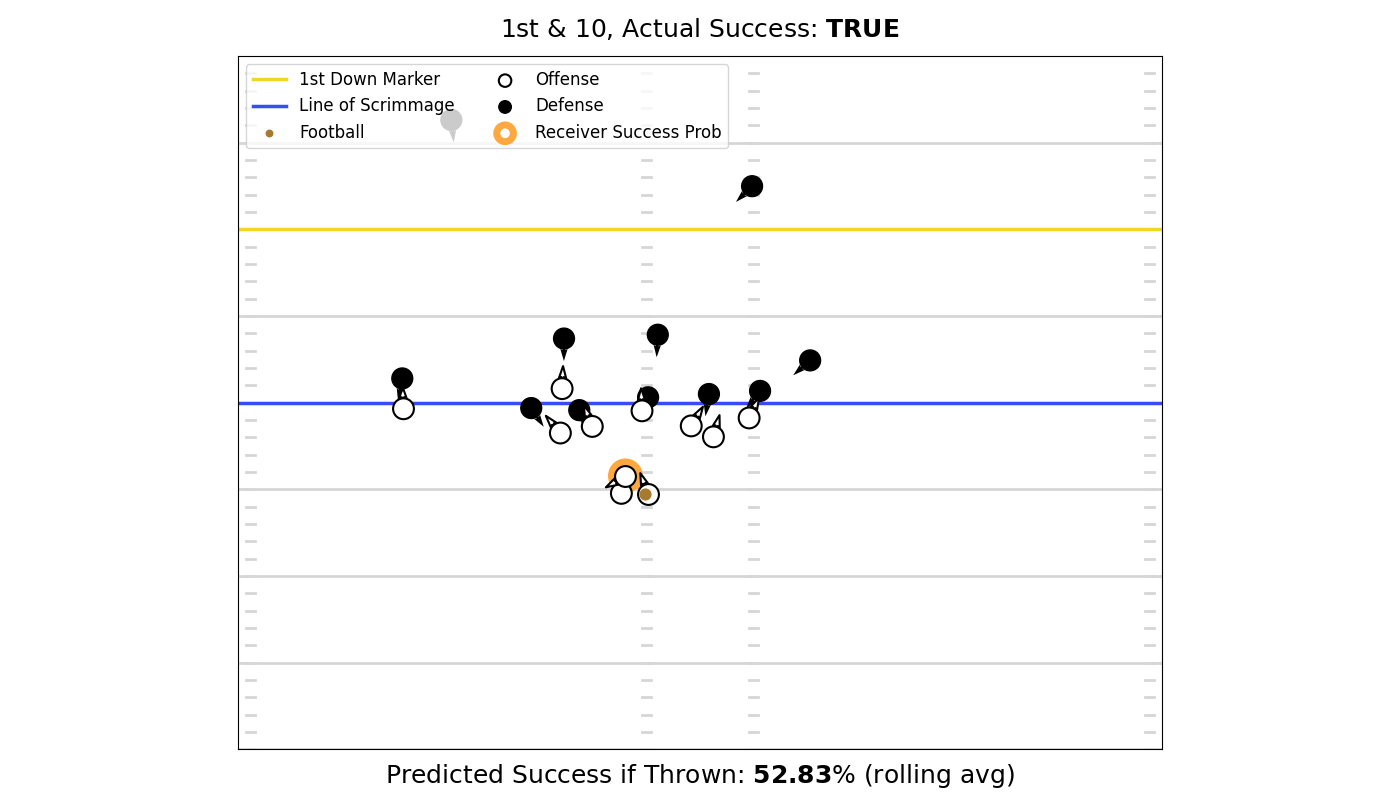 1st & 10, Actual Success: TRUE
1st Down Marker
Line of Scrimmage
Football
Offense
Defense
Receiver Success Prob
Predicted Success if Thrown: 52.83% (rolling avg)